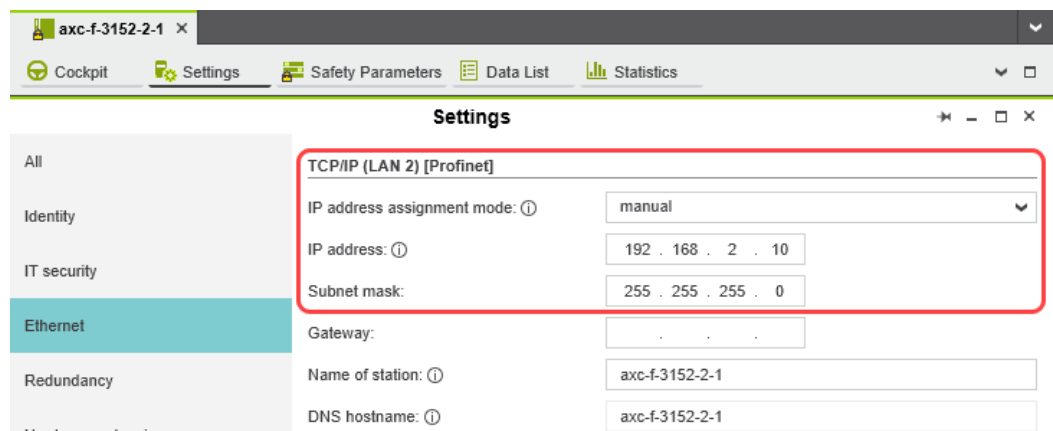 axc-f-3152-2-1
Cockpit Settings Safety Parameters Data List Statistics
Settings
All
Identity
IT security
Ethernet
Redundancy
TCP/IP (LAN 2) [Profinet]
IP address assignment mode: manual
IP address: 192 . 168 . 2 . 10
Subnet mask: 255 . 255 . 255 . 0
Gateway: . . .
Name of station: axc-f-3152-2-1
DNS hostname: axc-f-3152-2-1